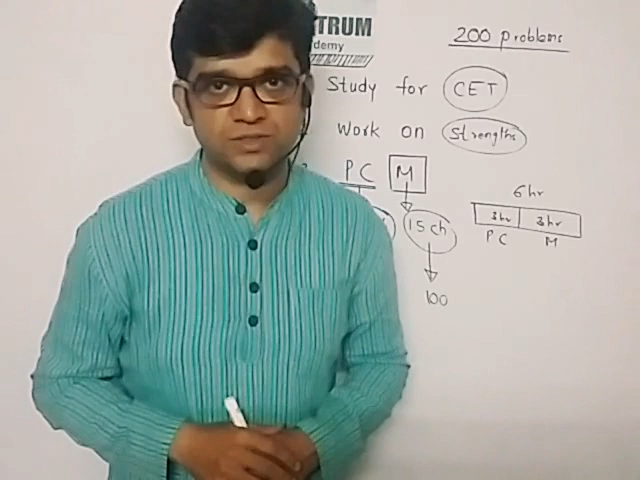 TRUM
demy
200 problems
Study for CET
Work on Strengths
PC M
6hr
15 ch
3hr 3hr
PC M
100